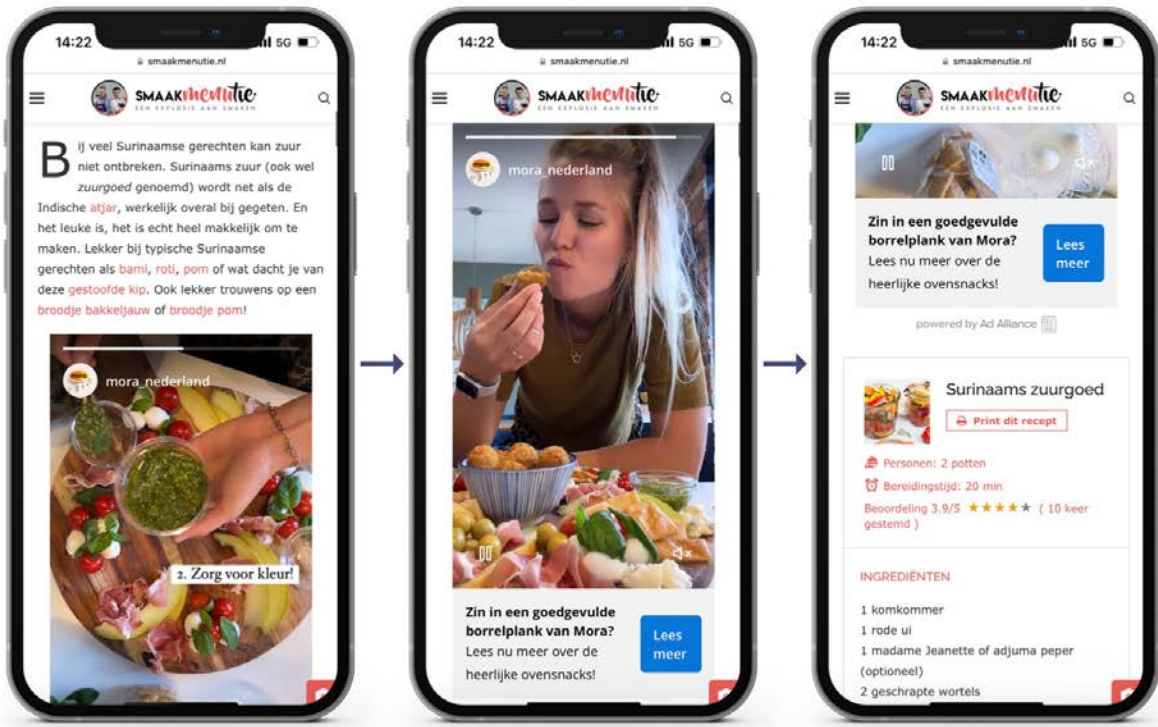 14:22
5G
smaakmenutie.nl
SMAAKmenutie
EEN EXPLOSIE AAN SMAKEN
Bij veel Surinaamse gerechten kan zuur
niet ontbreken. Surinaams zuur (ook wel
zuurgoed genoemd) wordt net als de
Indische atjar, werkelijk overal bij gegeten. En
het leuke is, het is echt heel makkelijk om te
maken. Lekker bij typische Surinaamse
gerechten als bami, roti, pom of wat dacht je van
deze gestoofde kip. Ook lekker trouwens op een
broodje bakkeljauw of broodje pom!
mora_nederland
2. Zorg voor kleur!
14:22
5G
smaakmenutie.nl
SMAAKmenutie
EEN EXPLOSIE AAN SMAKEN
mora_nederland
Zin in een goedgevulde
borrelplank van Mora?
Lees nu meer over de
heerlijke ovensnacks!
Lees
meer
14:22
5G
smaakmenutie.nl
SMAAKmenutie
EEN EXPLOSIE AAN SMAKEN
Zin in een goedgevulde
borrelplank van Mora?
Lees nu meer over de
heerlijke ovensnacks!
Lees
meer
powered by Ad Alliance
Surinaams zuurgoed
Print dit recept
Personen: 2 potten
Bereidingstijd: 20 min
Beoordeling 3.9/5 ★★★★★ ( 10 keer
gestemd )
INGREDIËNTEN
1 komkommer
1 rode ui
1 madame Jeanette of adjuma peper
(optioneel)
2 geschrapte wortels